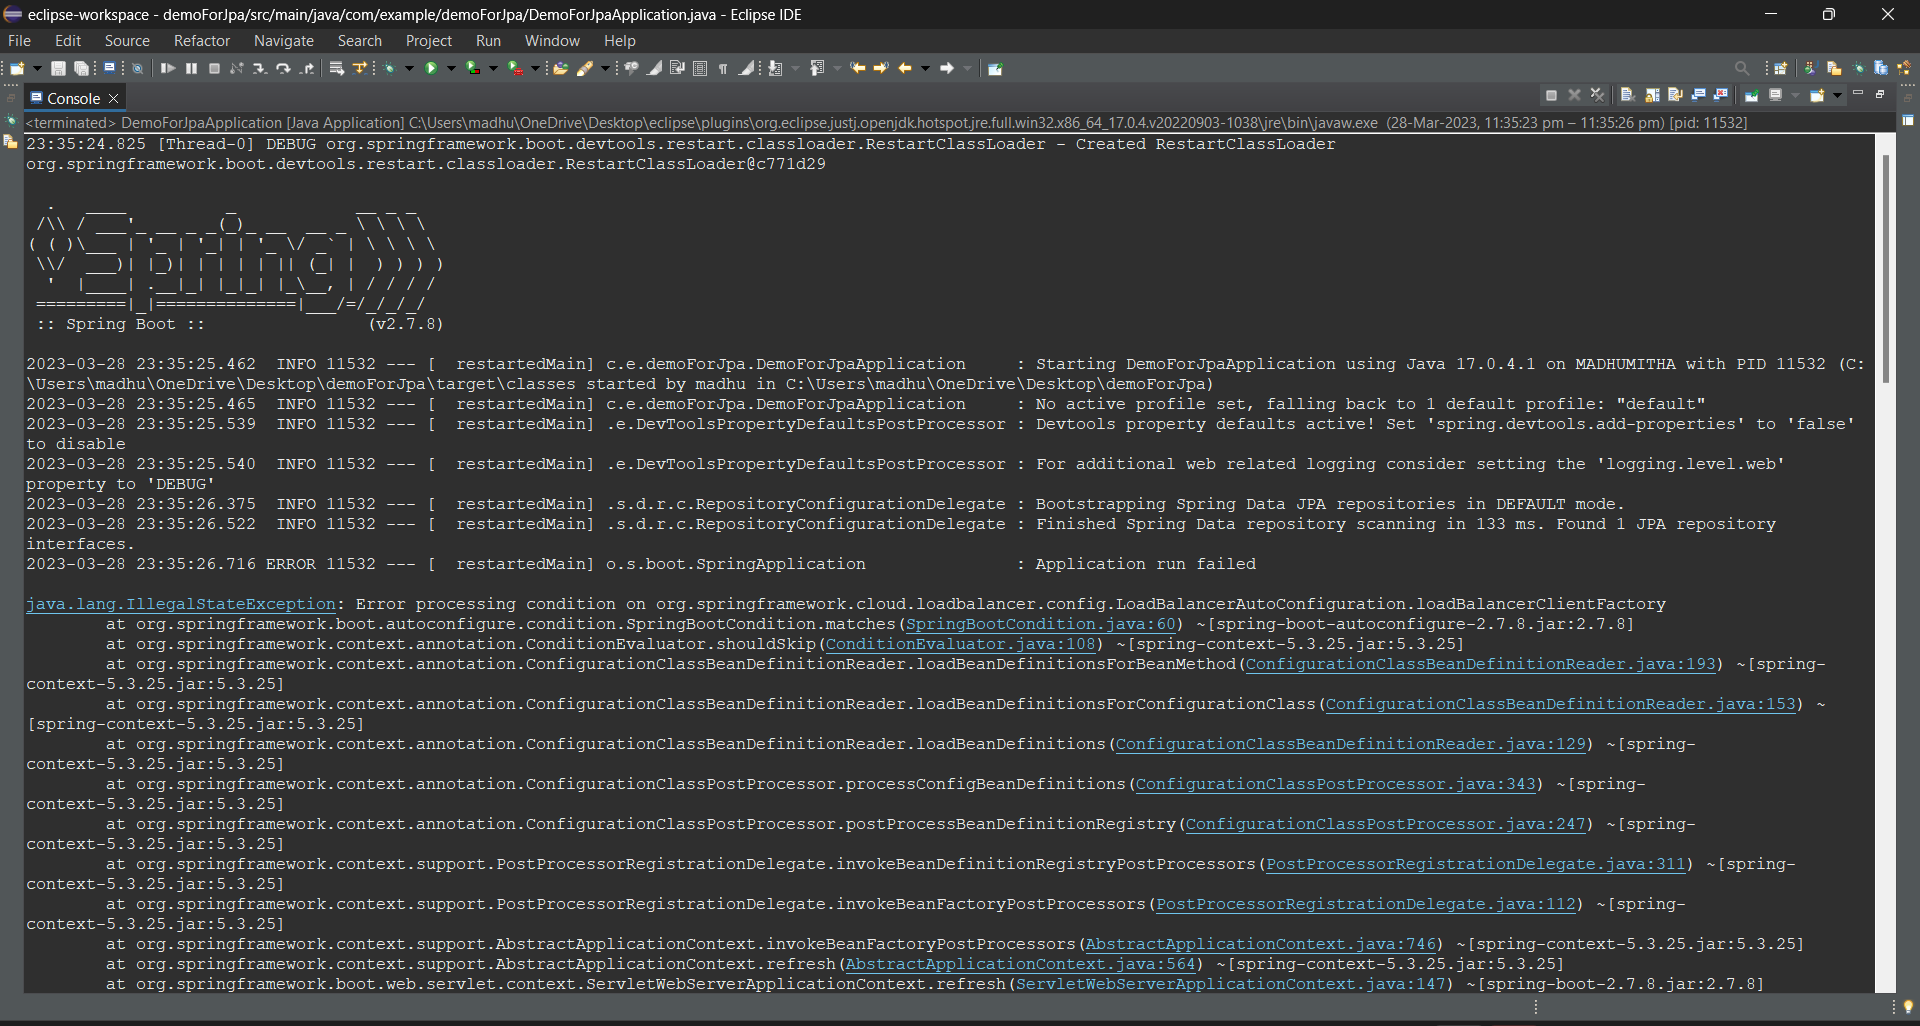 eclipse-workspace - demoForJpa/src/main/java/com/example/demoForJpa/DemoForJpaApplication.java - Eclipse IDE
File Edit Source Refactor Navigate Search Project Run Window Help
Console
<terminated> DemoForJpaApplication [Java Application] C:\Users\madhu\OneDrive\Desktop\eclipse\plugins\org.eclipse.justj.openjdk.hotspot.jre.full.win32.x86_64_17.0.4.v20220903-1038\jre\bin\javaw.exe (28-Mar-2023, 11:35:23 pm – 11:35:26 pm) [pid: 11532]
23:35:24.825 [Thread-0] DEBUG org.springframework.boot.devtools.restart.classloader.RestartClassLoader - Created RestartClassLoader
org.springframework.boot.devtools.restart.classloader.RestartClassLoader@c771d29
  .   ____          _            __ _ _
 /\\ / ___'_ __ _ _(_)_ __  __ _ \ \ \ \
( ( )\___ | '_ | '_| | '_ \/ _` | \ \ \ \
 \\/  ___)| |_)| | | | | || (_| |  ) ) ) )
  '  |____| .__|_| |_|_| |_\__, | / / / /
 =========|_|==============|___/=/_/_/_/
 :: Spring Boot ::                (v2.7.8)
2023-03-28 23:35:25.462  INFO 11532 --- [  restartedMain] c.e.demoForJpa.DemoForJpaApplication     : Starting DemoForJpaApplication using Java 17.0.4.1 on MADHUMITHA with PID 11532 (C:
\Users\madhu\OneDrive\Desktop\demoForJpa\target\classes started by madhu in C:\Users\madhu\OneDrive\Desktop\demoForJpa)
2023-03-28 23:35:25.465  INFO 11532 --- [  restartedMain] c.e.demoForJpa.DemoForJpaApplication     : No active profile set, falling back to 1 default profile: "default"
2023-03-28 23:35:25.539  INFO 11532 --- [  restartedMain] .e.DevToolsPropertyDefaultsPostProcessor : Devtools property defaults active! Set 'spring.devtools.add-properties' to 'false'
to disable
2023-03-28 23:35:25.540  INFO 11532 --- [  restartedMain] .e.DevToolsPropertyDefaultsPostProcessor : For additional web related logging consider setting the 'logging.level.web'
property to 'DEBUG'
2023-03-28 23:35:26.375  INFO 11532 --- [  restartedMain] .s.d.r.c.RepositoryConfigurationDelegate : Bootstrapping Spring Data JPA repositories in DEFAULT mode.
2023-03-28 23:35:26.522  INFO 11532 --- [  restartedMain] .s.d.r.c.RepositoryConfigurationDelegate : Finished Spring Data repository scanning in 133 ms. Found 1 JPA repository
interfaces.
2023-03-28 23:35:26.716 ERROR 11532 --- [  restartedMain] o.s.boot.SpringApplication               : Application run failed
java.lang.IllegalStateException: Error processing condition on org.springframework.cloud.loadbalancer.config.LoadBalancerAutoConfiguration.loadBalancerClientFactory
at org.springframework.boot.autoconfigure.condition.SpringBootCondition.matches(SpringBootCondition.java:60) ~[spring-boot-autoconfigure-2.7.8.jar:2.7.8]
at org.springframework.context.annotation.ConditionEvaluator.shouldSkip(ConditionEvaluator.java:108) ~[spring-context-5.3.25.jar:5.3.25]
at org.springframework.context.annotation.ConfigurationClassBeanDefinitionReader.loadBeanDefinitionsForBeanMethod(ConfigurationClassBeanDefinitionReader.java:193) ~[spring-
context-5.3.25.jar:5.3.25]
at org.springframework.context.annotation.ConfigurationClassBeanDefinitionReader.loadBeanDefinitionsForConfigurationClass(ConfigurationClassBeanDefinitionReader.java:153) ~
[spring-context-5.3.25.jar:5.3.25]
at org.springframework.context.annotation.ConfigurationClassBeanDefinitionReader.loadBeanDefinitions(ConfigurationClassBeanDefinitionReader.java:129) ~[spring-
context-5.3.25.jar:5.3.25]
at org.springframework.context.annotation.ConfigurationClassPostProcessor.processConfigBeanDefinitions(ConfigurationClassPostProcessor.java:343) ~[spring-
context-5.3.25.jar:5.3.25]
at org.springframework.context.annotation.ConfigurationClassPostProcessor.postProcessBeanDefinitionRegistry(ConfigurationClassPostProcessor.java:247) ~[spring-
context-5.3.25.jar:5.3.25]
at org.springframework.context.support.PostProcessorRegistrationDelegate.invokeBeanDefinitionRegistryPostProcessors(PostProcessorRegistrationDelegate.java:311) ~[spring-
context-5.3.25.jar:5.3.25]
at org.springframework.context.support.PostProcessorRegistrationDelegate.invokeBeanFactoryPostProcessors(PostProcessorRegistrationDelegate.java:112) ~[spring-
context-5.3.25.jar:5.3.25]
at org.springframework.context.support.AbstractApplicationContext.invokeBeanFactoryPostProcessors(AbstractApplicationContext.java:746) ~[spring-context-5.3.25.jar:5.3.25]
at org.springframework.context.support.AbstractApplicationContext.refresh(AbstractApplicationContext.java:564) ~[spring-context-5.3.25.jar:5.3.25]
at org.springframework.boot.web.servlet.context.ServletWebServerApplicationContext.refresh(ServletWebServerApplicationContext.java:147) ~[spring-boot-2.7.8.jar:2.7.8]